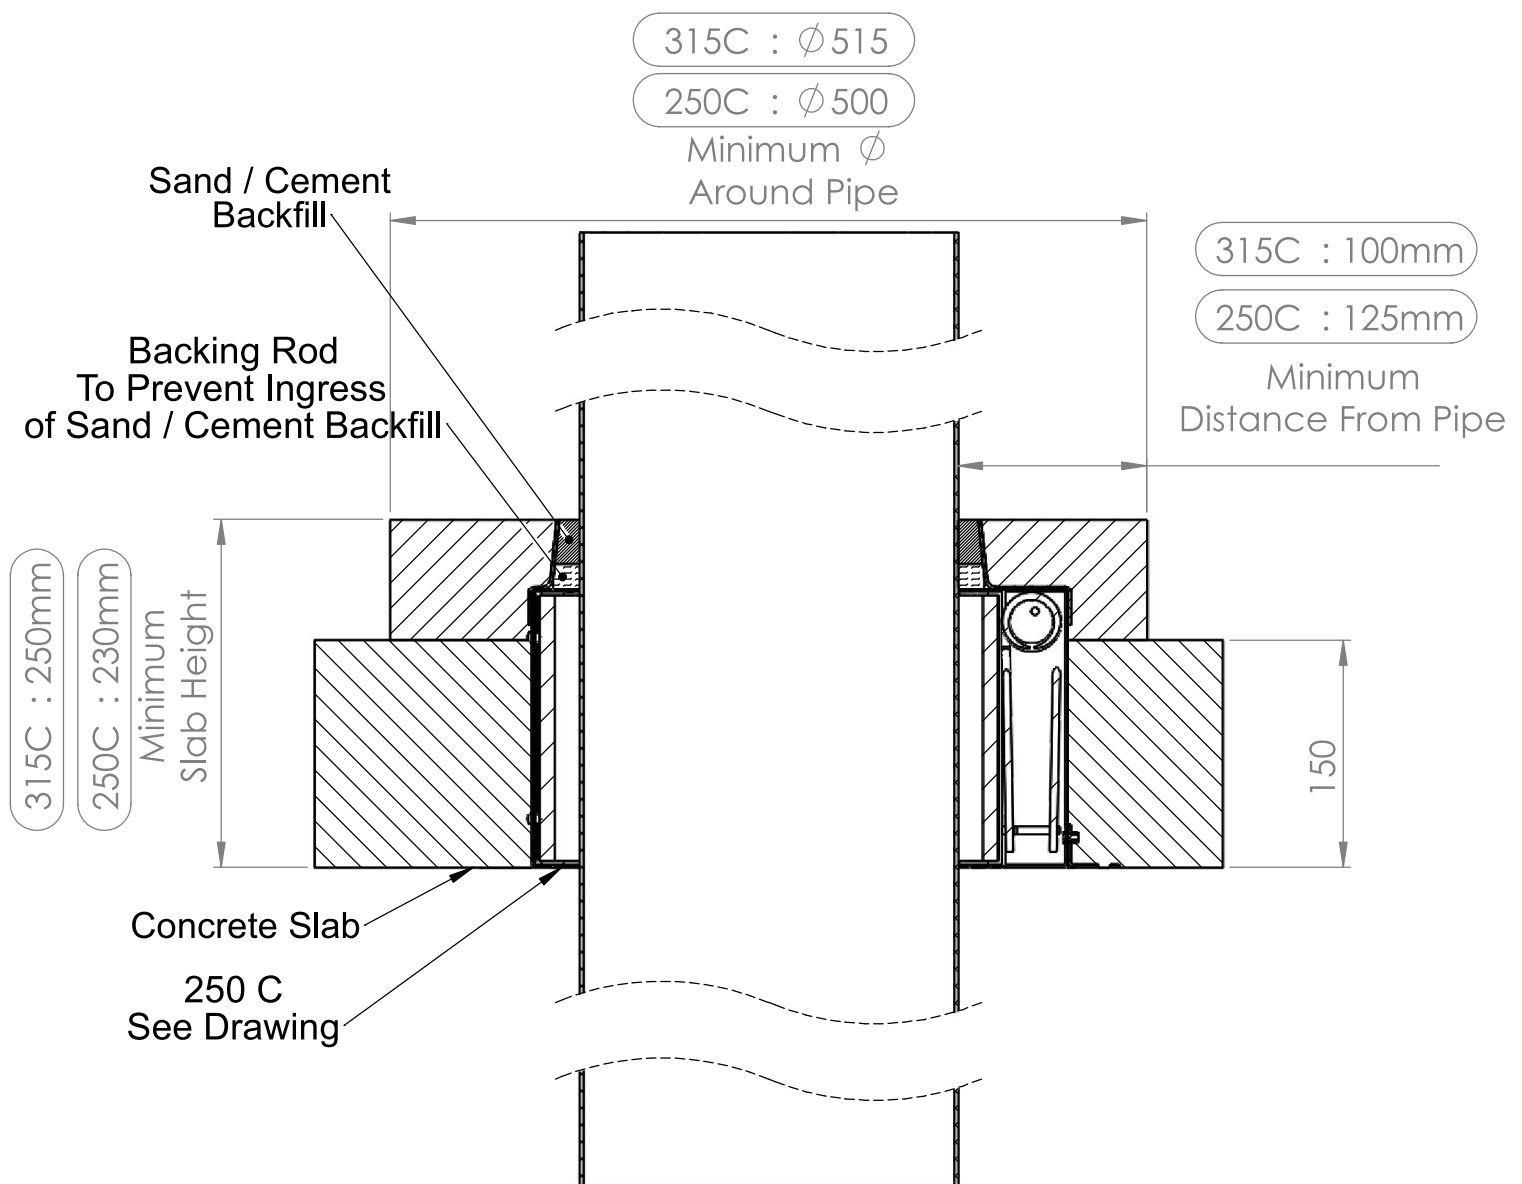 315C : ∅515
250C : ∅500
Minimum ∅
Around Pipe
Sand / Cement
Backfill
315C : 100mm
250C : 125mm
Minimum
Distance From Pipe
Backing Rod
To Prevent Ingress
of Sand / Cement Backfill
315C : 250mm
250C : 230mm
Minimum
Slab Height
150
Concrete Slab
250 C
See Drawing